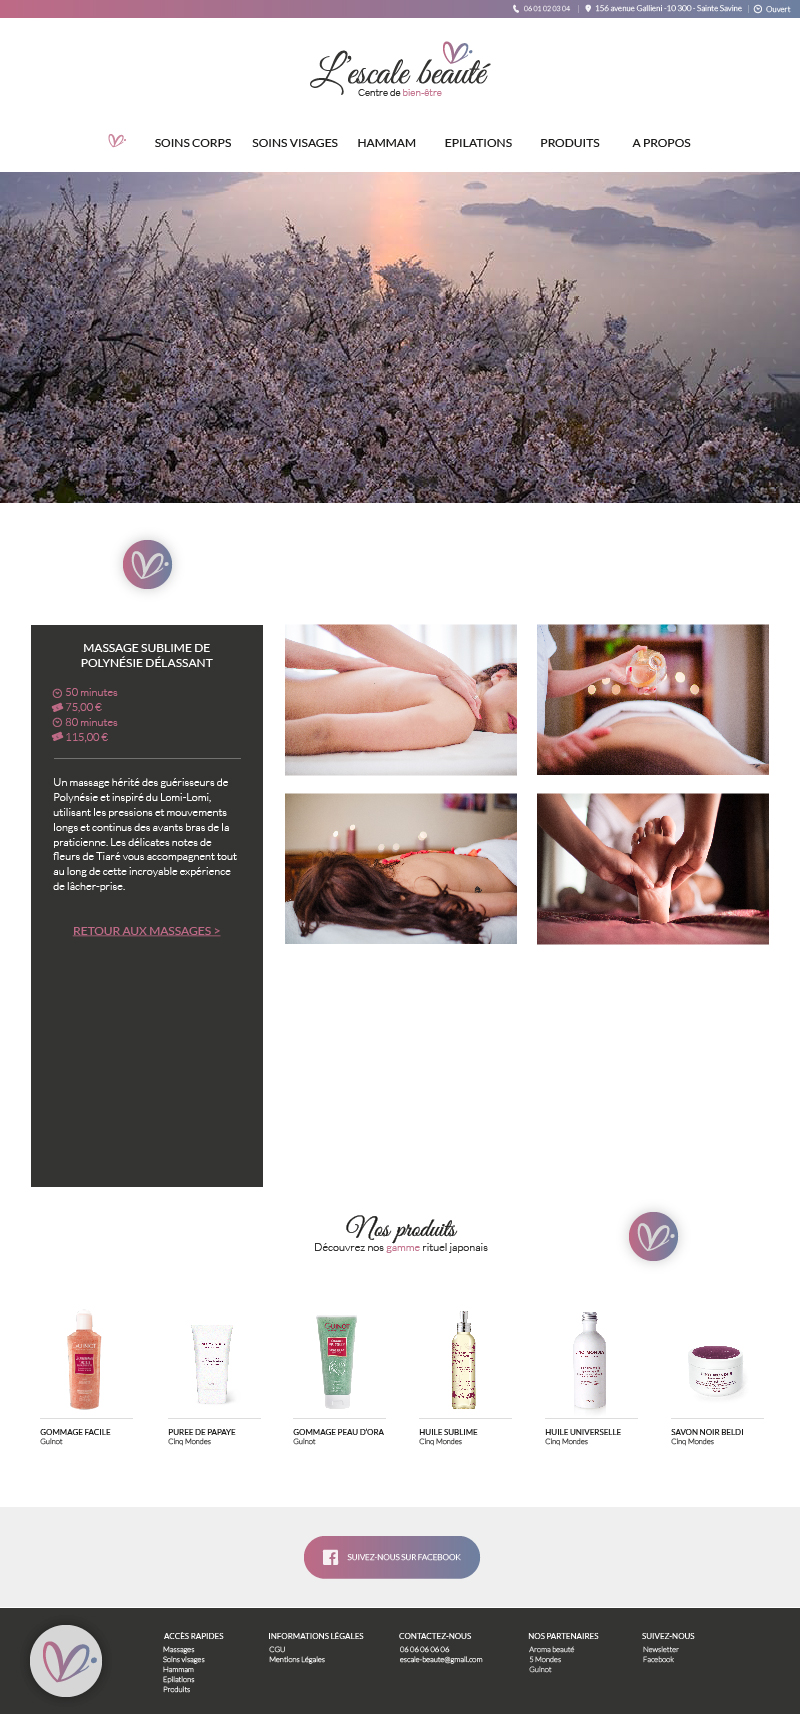 06 01 02 03 04 | 156 avenue Gallieni -10 300 - Sainte Savine | Ouvert
L'escale beauté
Centre de bien-être
SOINS CORPS SOINS VISAGES HAMMAM EPILATIONS PRODUITS A PROPOS
MASSAGE SUBLIME DE
POLYNÉSIE DÉLASSANT
50 minutes
75,00 €
80 minutes
115,00 €
Un massage hérité des guérisseurs de
Polynésie et inspiré du Lomi-Lomi,
utilisant les pressions et mouvements
longs et continus des avants bras de la
praticienne. Les délicates notes de
fleurs de Tiaré vous accompagnent tout
au long de cette incroyable expérience
de lâcher-prise.
RETOUR AUX MASSAGES >
Nos produits
Découvrez nos gamme rituel japonais
GUINOT
GUINOT
GOMMAGE FACILE
Guinot
PUREE DE PAPAYE
Cinq Mondes
GOMMAGE PEAU D'ORA
Guinot
HUILE SUBLIME
Cinq Mondes
HUILE UNIVERSELLE
Cinq Mondes
SAVON NOIR BELDI
Cinq Mondes
SUIVEZ-NOUS SUR FACEBOOK
ACCÈS RAPIDES
Massages
Soins visages
Hammam
Epilations
Produits
INFORMATIONS LÉGALES
CGU
Mentions Légales
CONTACTEZ-NOUS
06 06 06 06 06
escale-beaute@gmail.com
NOS PARTENAIRES
Aroma beauté
5 Mondes
Guinot
SUIVEZ-NOUS
Newsletter
Facebook